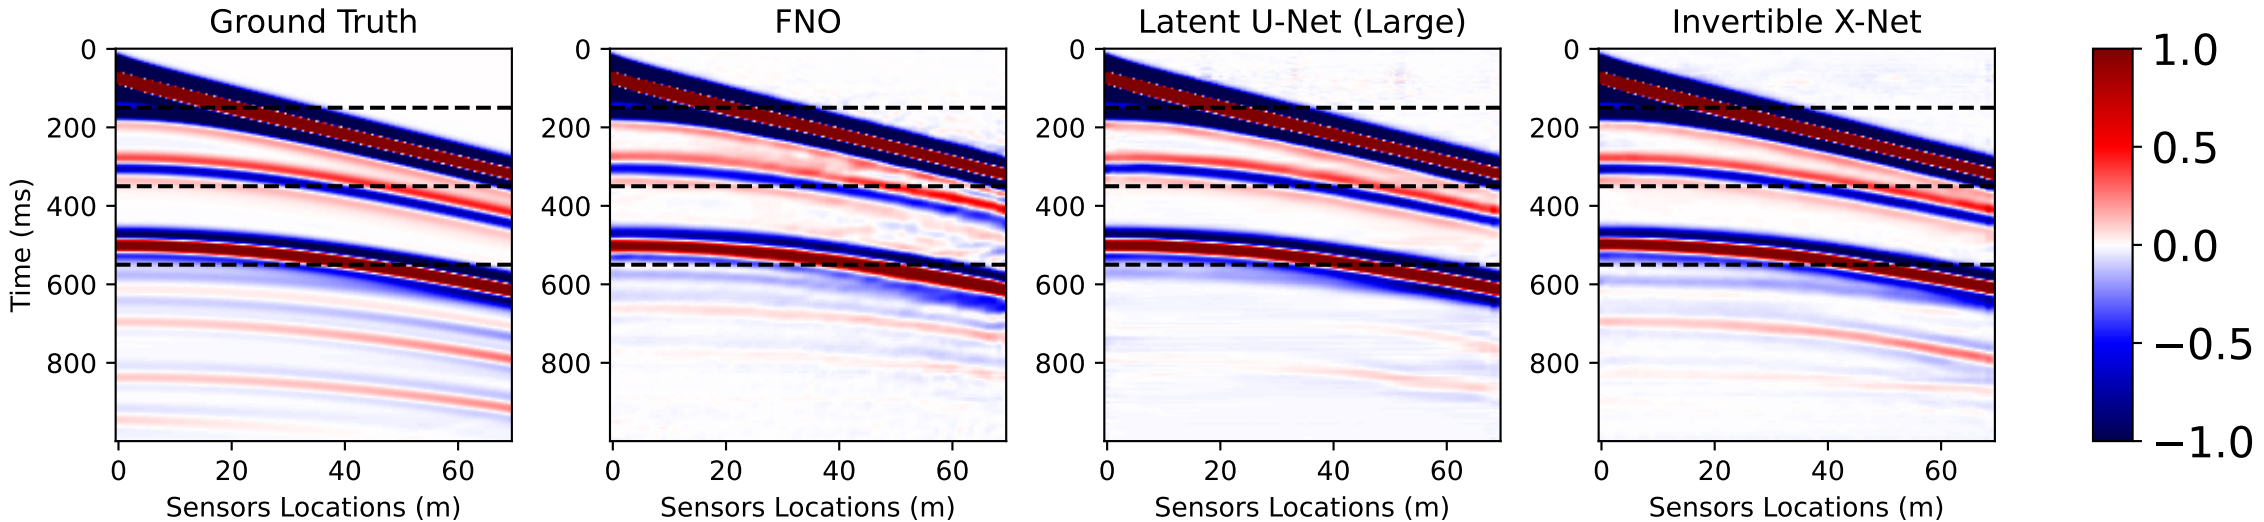 Ground Truth
FNO
Latent U-Net (Large)
Invertible X-Net
0
200
400
600
800
Time (ms)
0 20 40 60
Sensors Locations (m)
0
200
400
600
800
0 20 40 60
Sensors Locations (m)
0
200
400
600
800
0 20 40 60
Sensors Locations (m)
0
200
400
600
800
0 20 40 60
Sensors Locations (m)
1.0
0.5
0.0
−0.5
−1.0